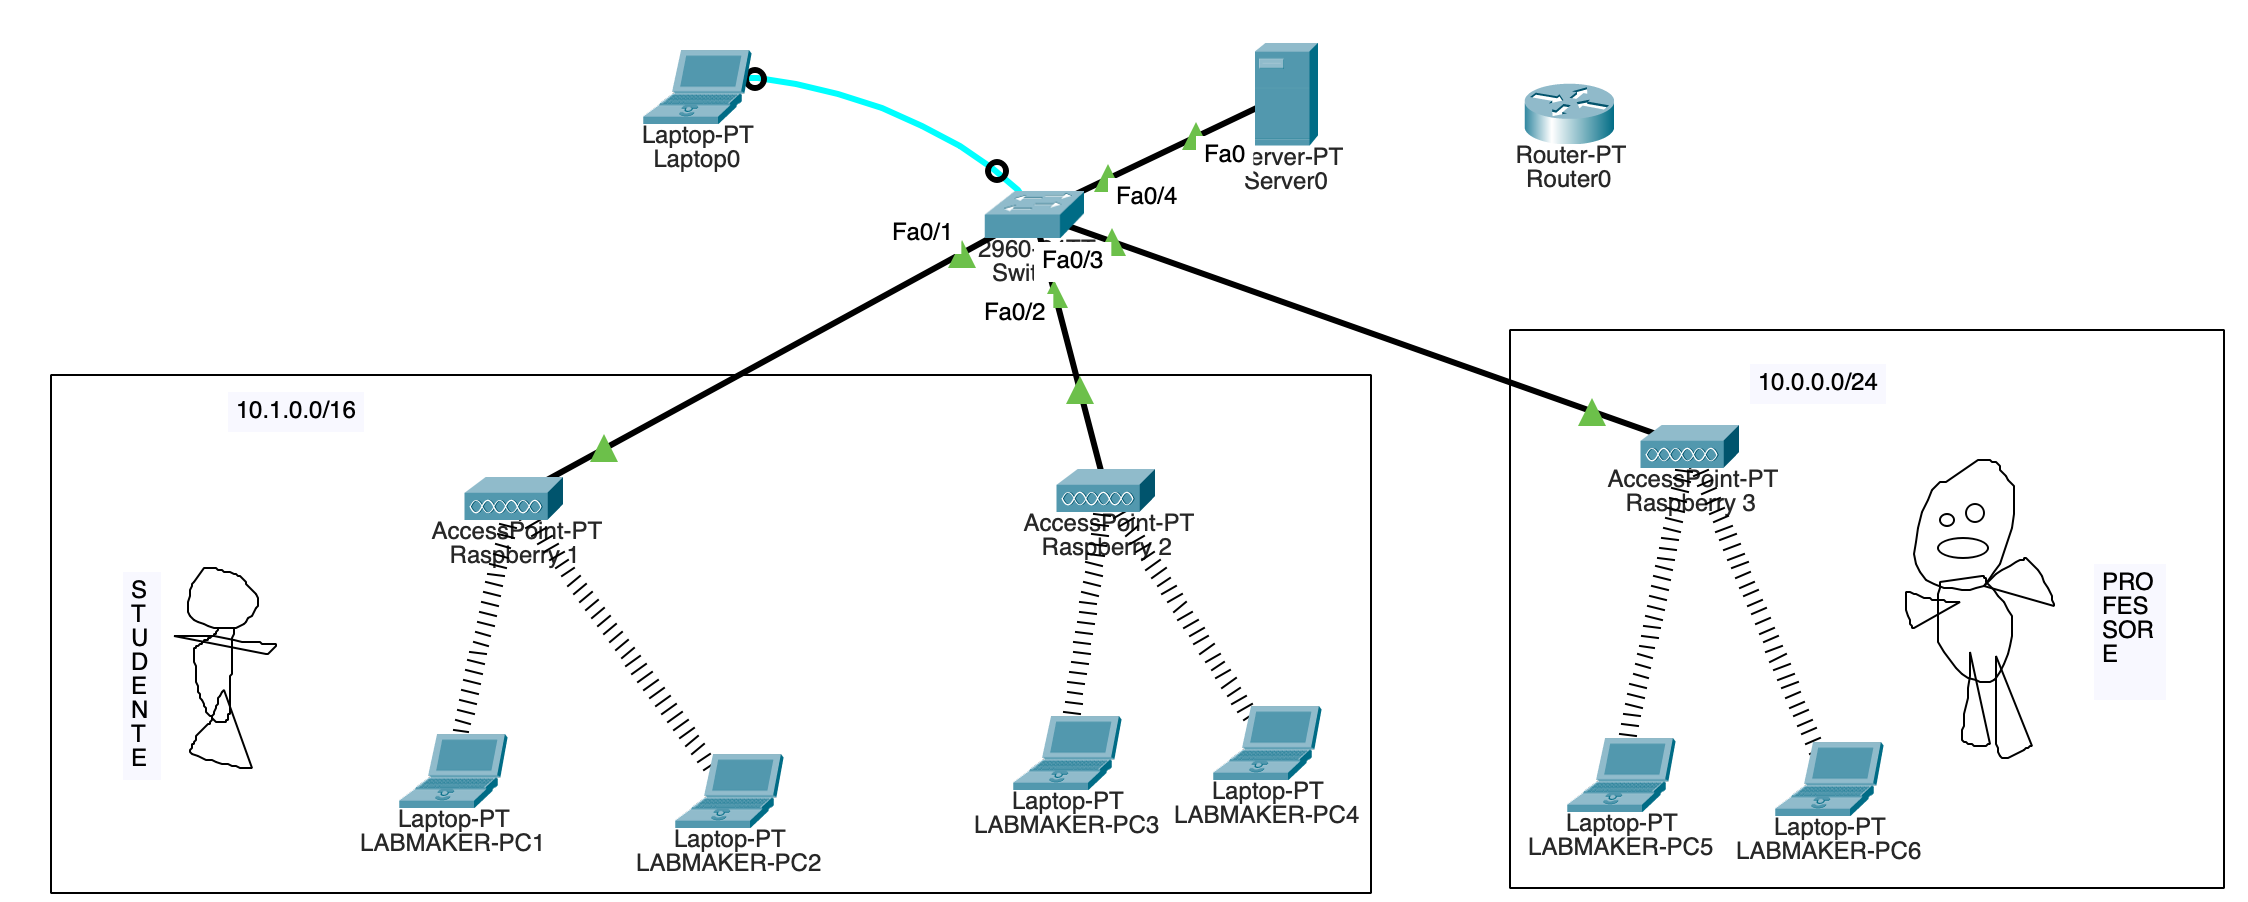 Laptop-PT
Laptop0
Fa0
erver-PT
Server0
Router-PT
Router0
Fa0/4
Fa0/1
2960-
Fa0/3
Swit
Fa0/2
10.1.0.0/16
10.0.0.0/24
AccessPoint-PT
Raspberry 1
AccessPoint-PT
Raspberry 2
AccessPoint-PT
Raspberry 3
S
T
U
D
E
N
T
E
PRO
FES
SOR
E
Laptop-PT
LABMAKER-PC1
Laptop-PT
LABMAKER-PC2
Laptop-PT
LABMAKER-PC3
Laptop-PT
LABMAKER-PC4
Laptop-PT
LABMAKER-PC5
Laptop-PT
LABMAKER-PC6